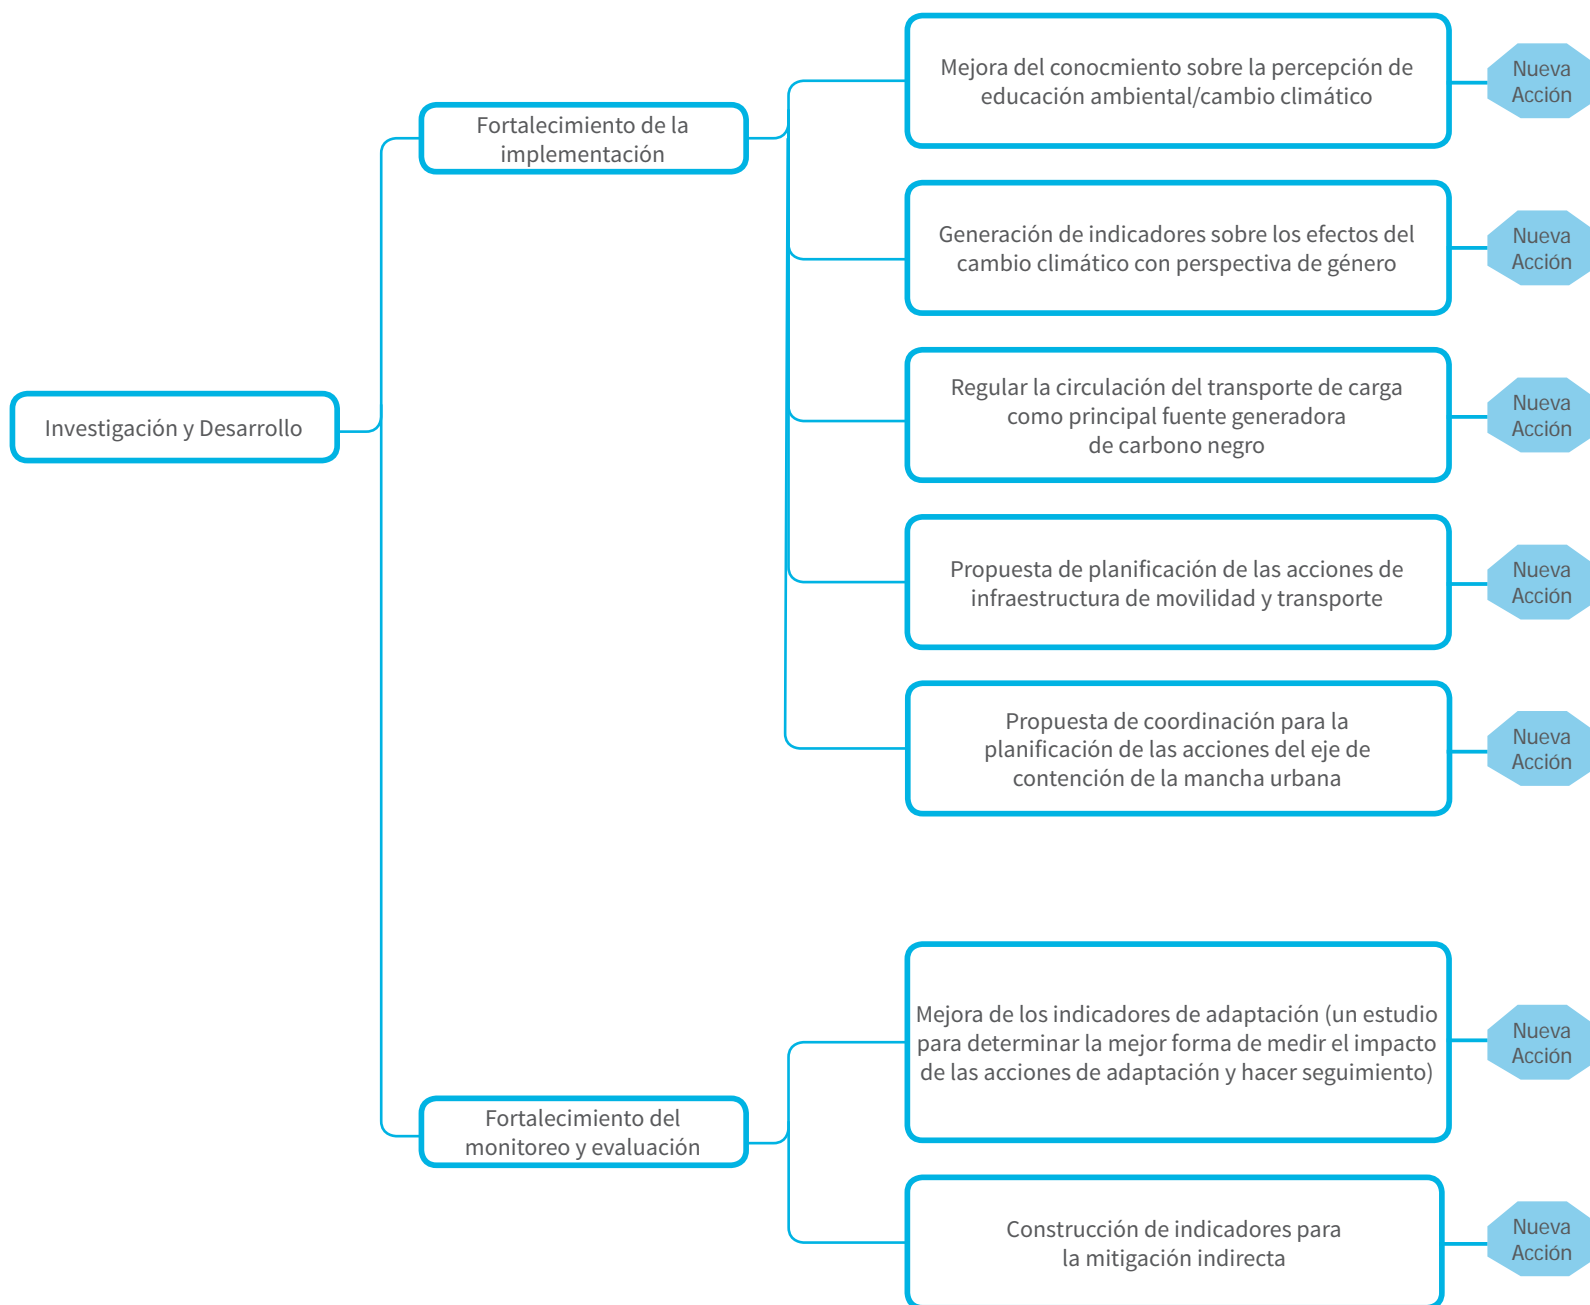 Mejora del conocmiento sobre la percepción de
educación ambiental/cambio climático
Nueva
Acción
Fortalecimiento de la
implementación
Generación de indicadores sobre los efectos del
cambio climático con perspectiva de género
Nueva
Acción
Investigación y Desarrollo
Regular la circulación del transporte de carga
como principal fuente generadora
de carbono negro
Nueva
Acción
Propuesta de planificación de las acciones de
infraestructura de movilidad y transporte
Nueva
Acción
Propuesta de coordinación para la
planificación de las acciones del eje de
contención de la mancha urbana
Nueva
Acción
Mejora de los indicadores de adaptación (un estudio
para determinar la mejor forma de medir el impacto
de las acciones de adaptación y hacer seguimiento)
Nueva
Acción
Fortalecimiento del
monitoreo y evaluación
Construcción de indicadores para
la mitigación indirecta
Nueva
Acción